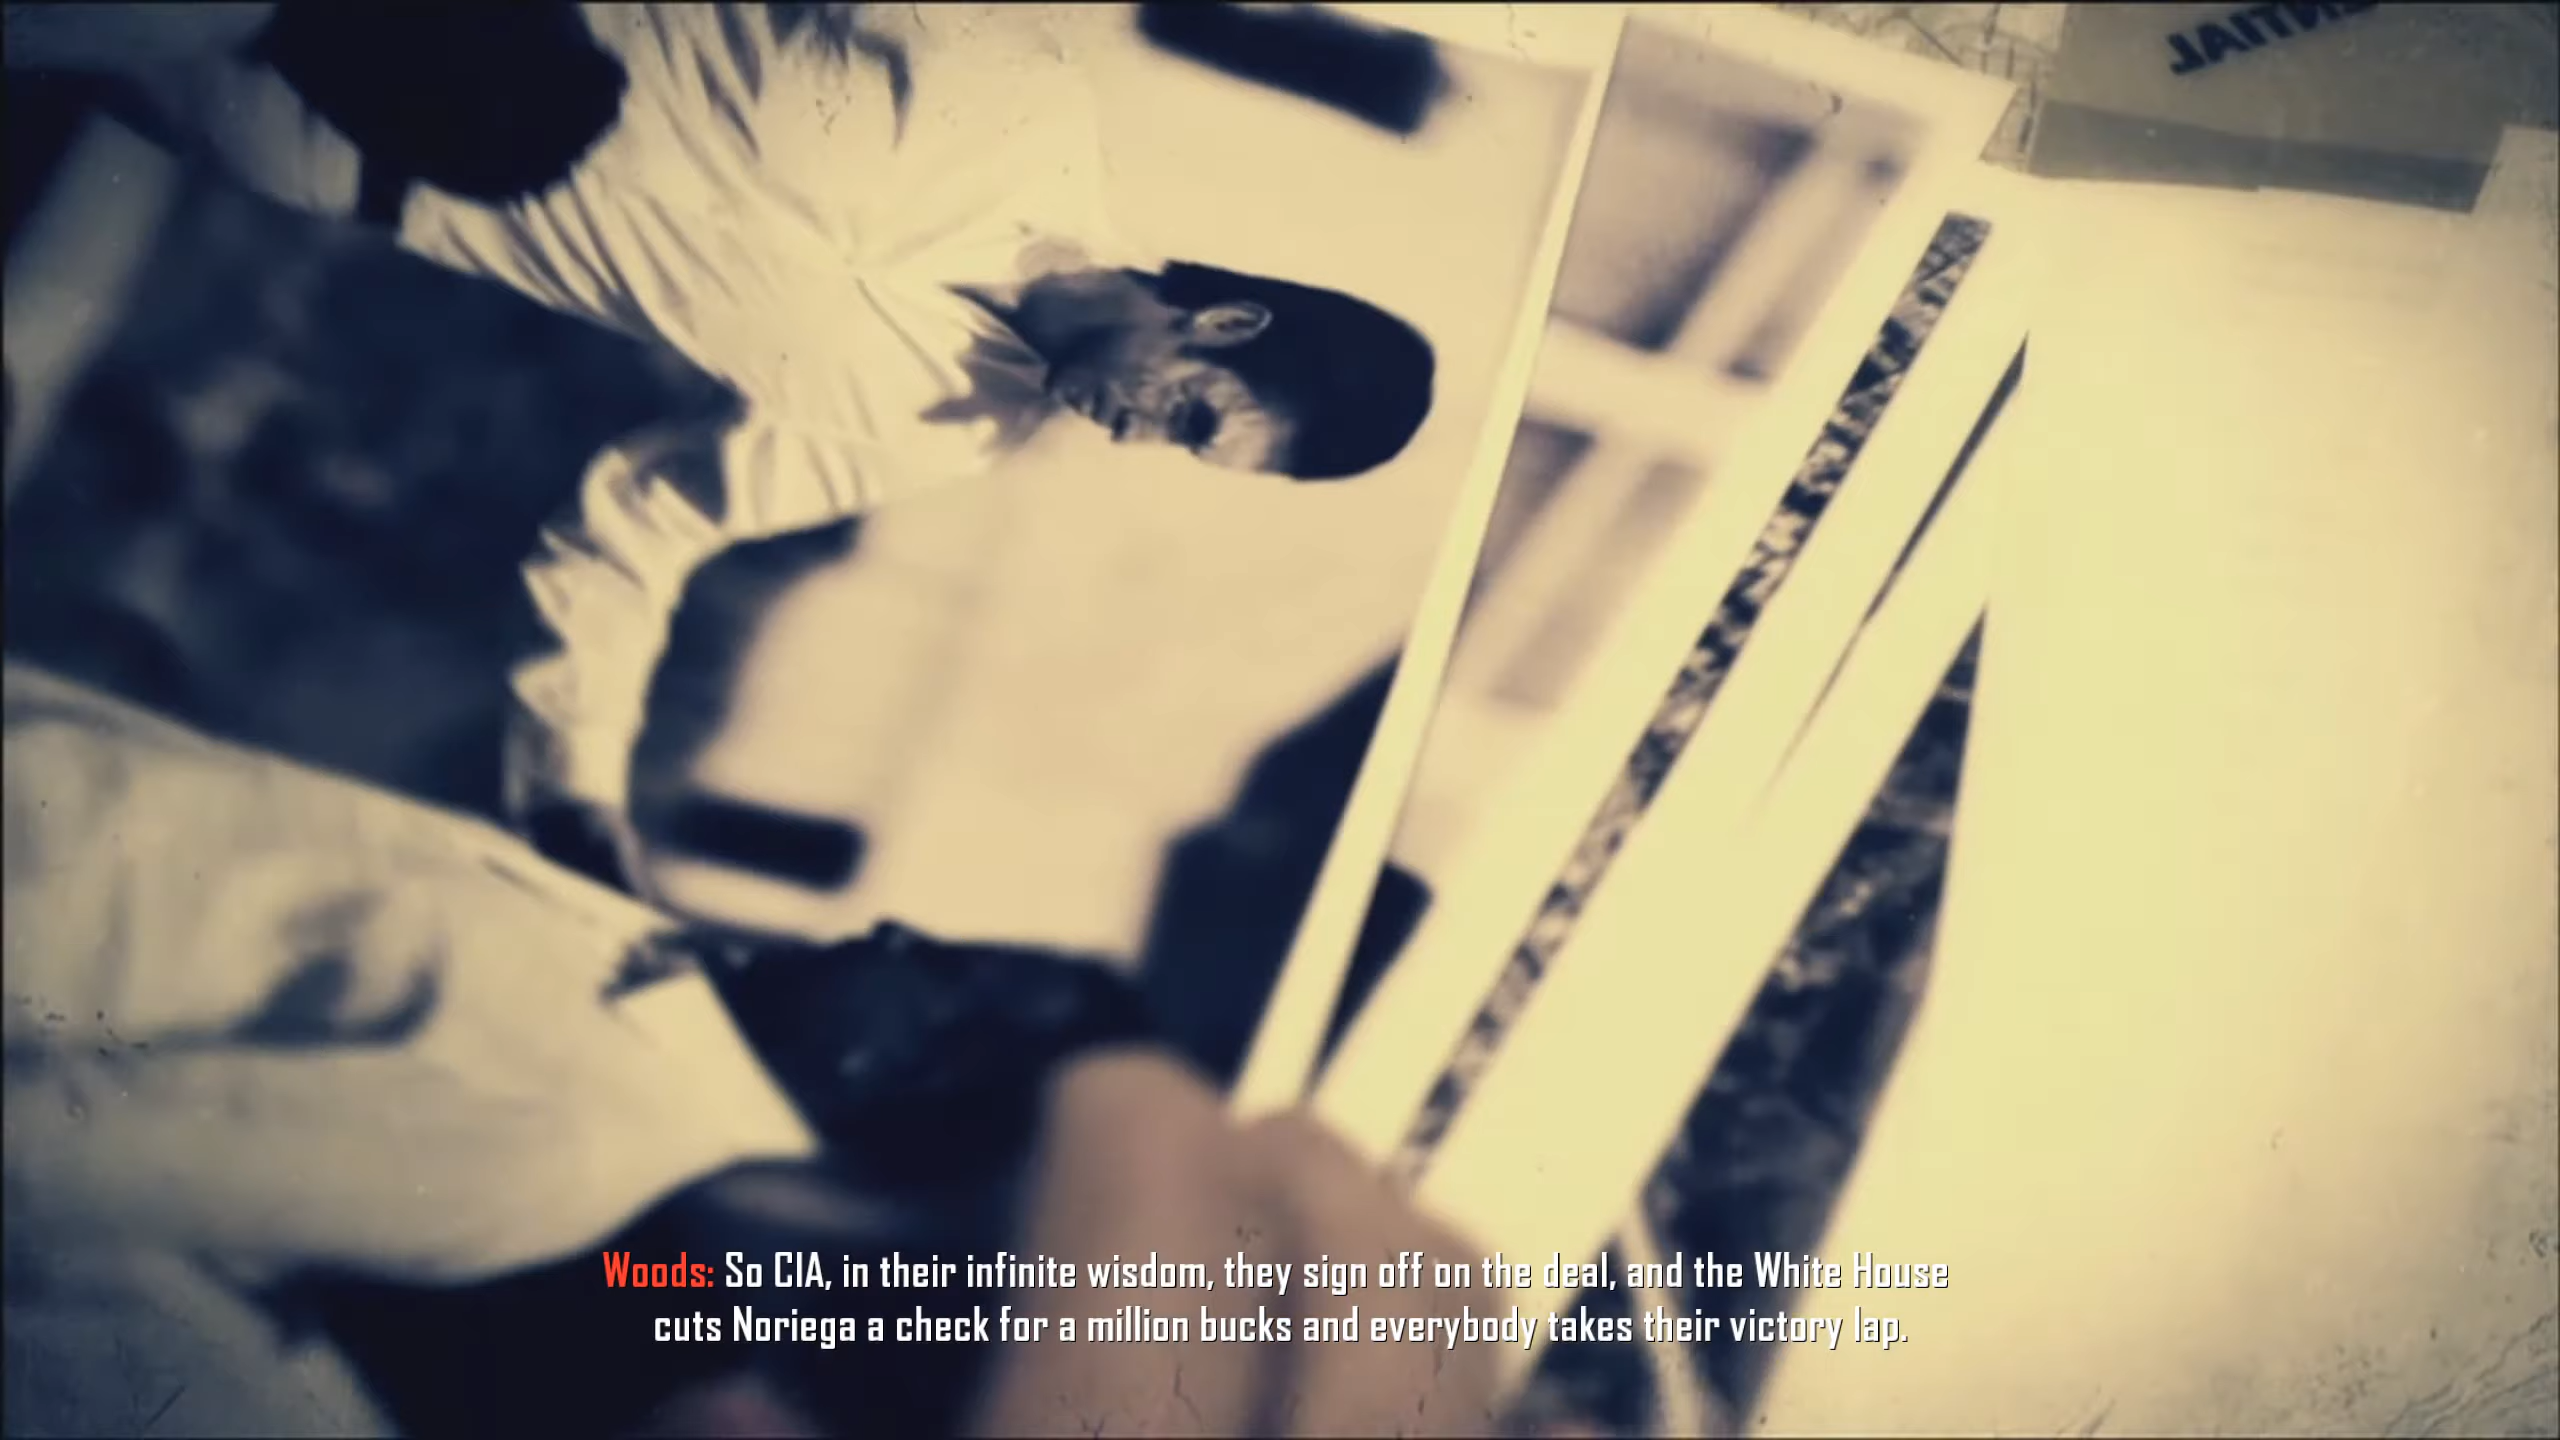 NTIAL
Woods: So CIA, in their infinite wisdom, they sign off on the deal, and the White House
cuts Noriega a check for a million bucks and everybody takes their victory lap.